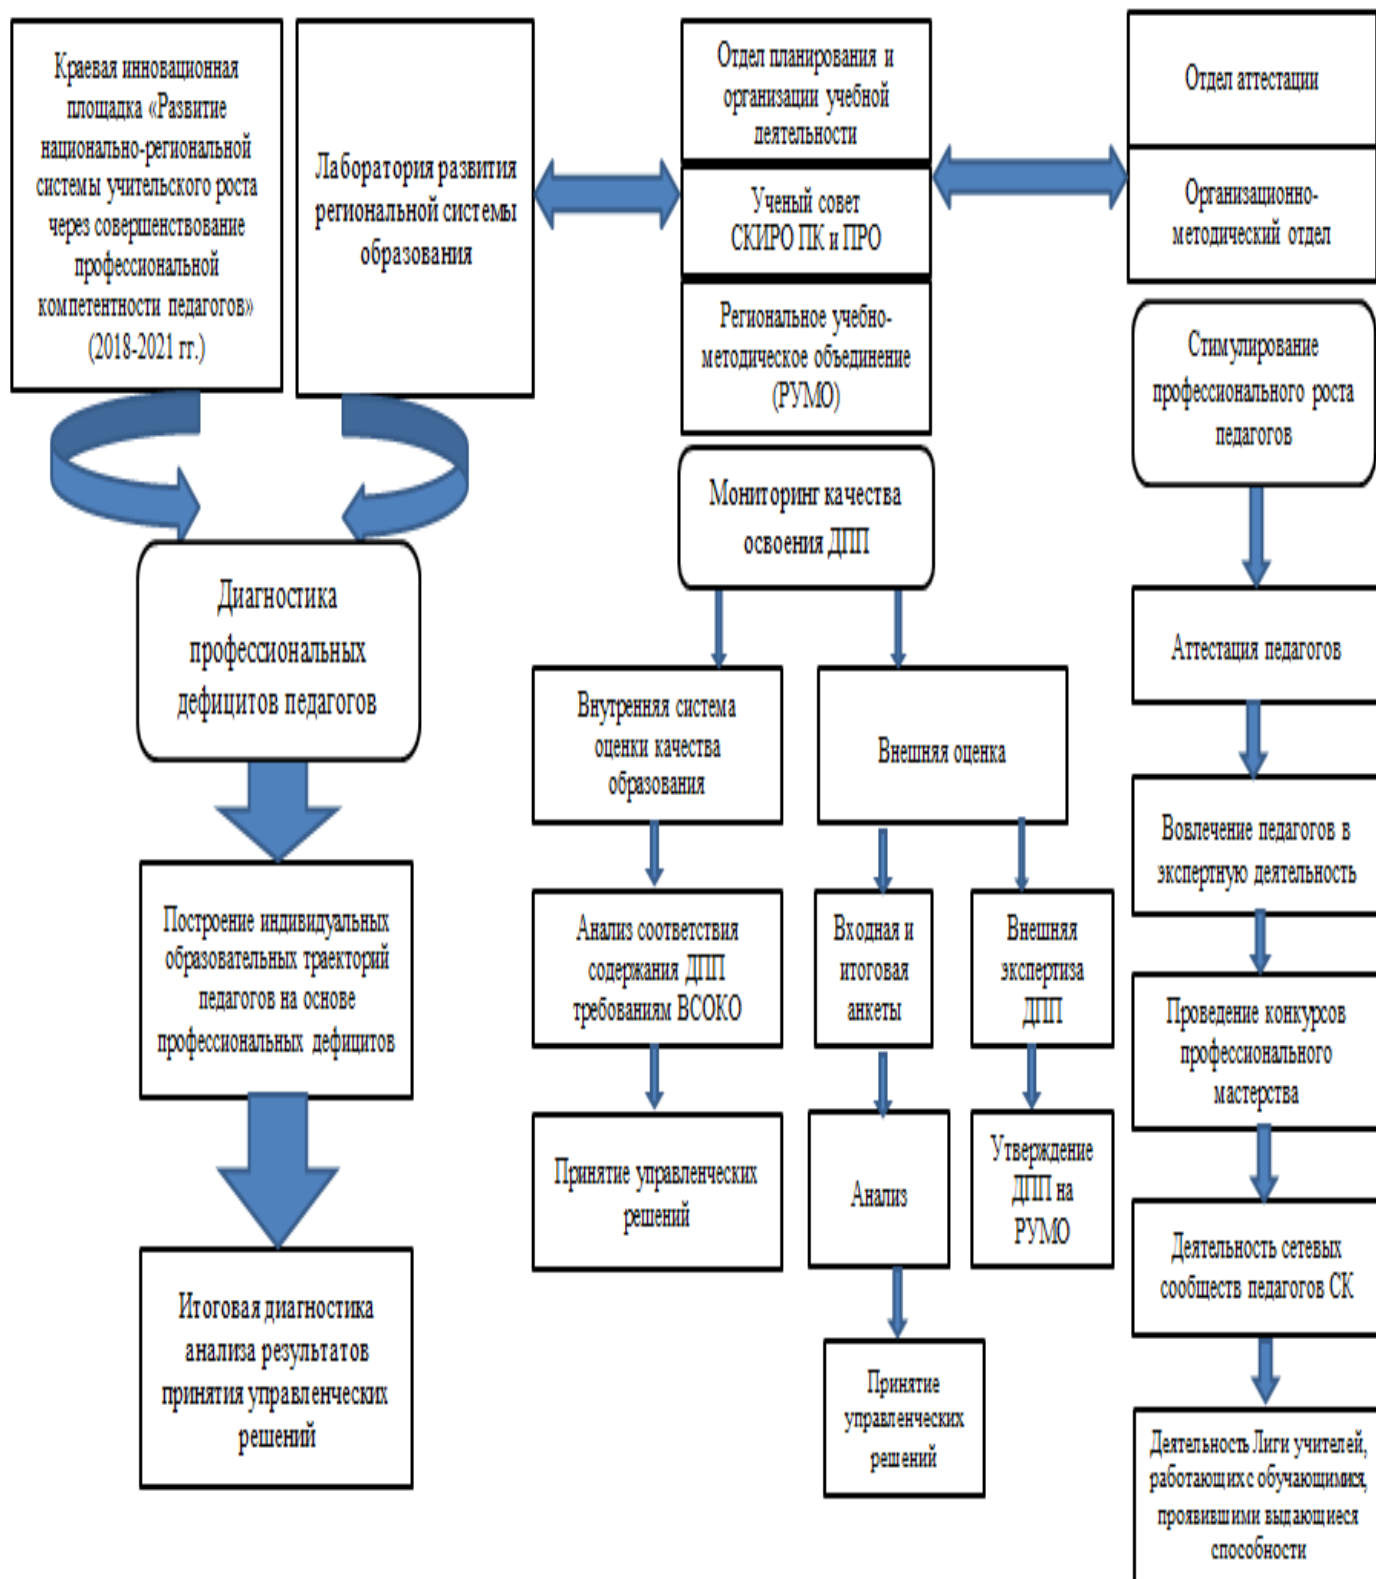 Краевая инновационная
площадка «Развитие
национально-региональной
системы учительского роста
через совершенствование
профессиональной
компетентности педагогов»
(2018-2021 гг.)
Лаборатория развития
региональной системы
образования
Отдел планирования и
организации учебной
деятельности
Ученый совет
СКИРО ПК и ПРО
Региональное учебно-
методическое объединение
(РУМО)
Отдел аттестации
Организационно-
методический отдел
Диагностика
профессиональных
дефицитов педагогов
Построение индивидуальных
образовательных траекторий
педагогов на основе
профессиональных дефицитов
Итоговая диагностика
анализа результатов
принятия управленческих
решений
Мониторинг качества
освоения ДПП
Внутренняя система
оценки качества
образования
Анализ соответствия
содержания ДПП
требованиям ВСОКО
Принятие управленческих
решений
Внешняя оценка
Входная и
итоговая
анкеты
Анализ
Принятие
управленческих
решений
Внешняя
экспертиза
ДПП
Утверждение
ДПП на
РУМО
Стимулирование
профессионального роста
педагогов
Аттестация педагогов
Вовлечение педагогов в
экспертную деятельность
Проведение конкурсов
профессионального
мастерства
Деятельность сетевых
сообществ педагогов СК
Деятельность Лиги учителей,
работающих с обучающимися,
проявившими выдающиеся
способности